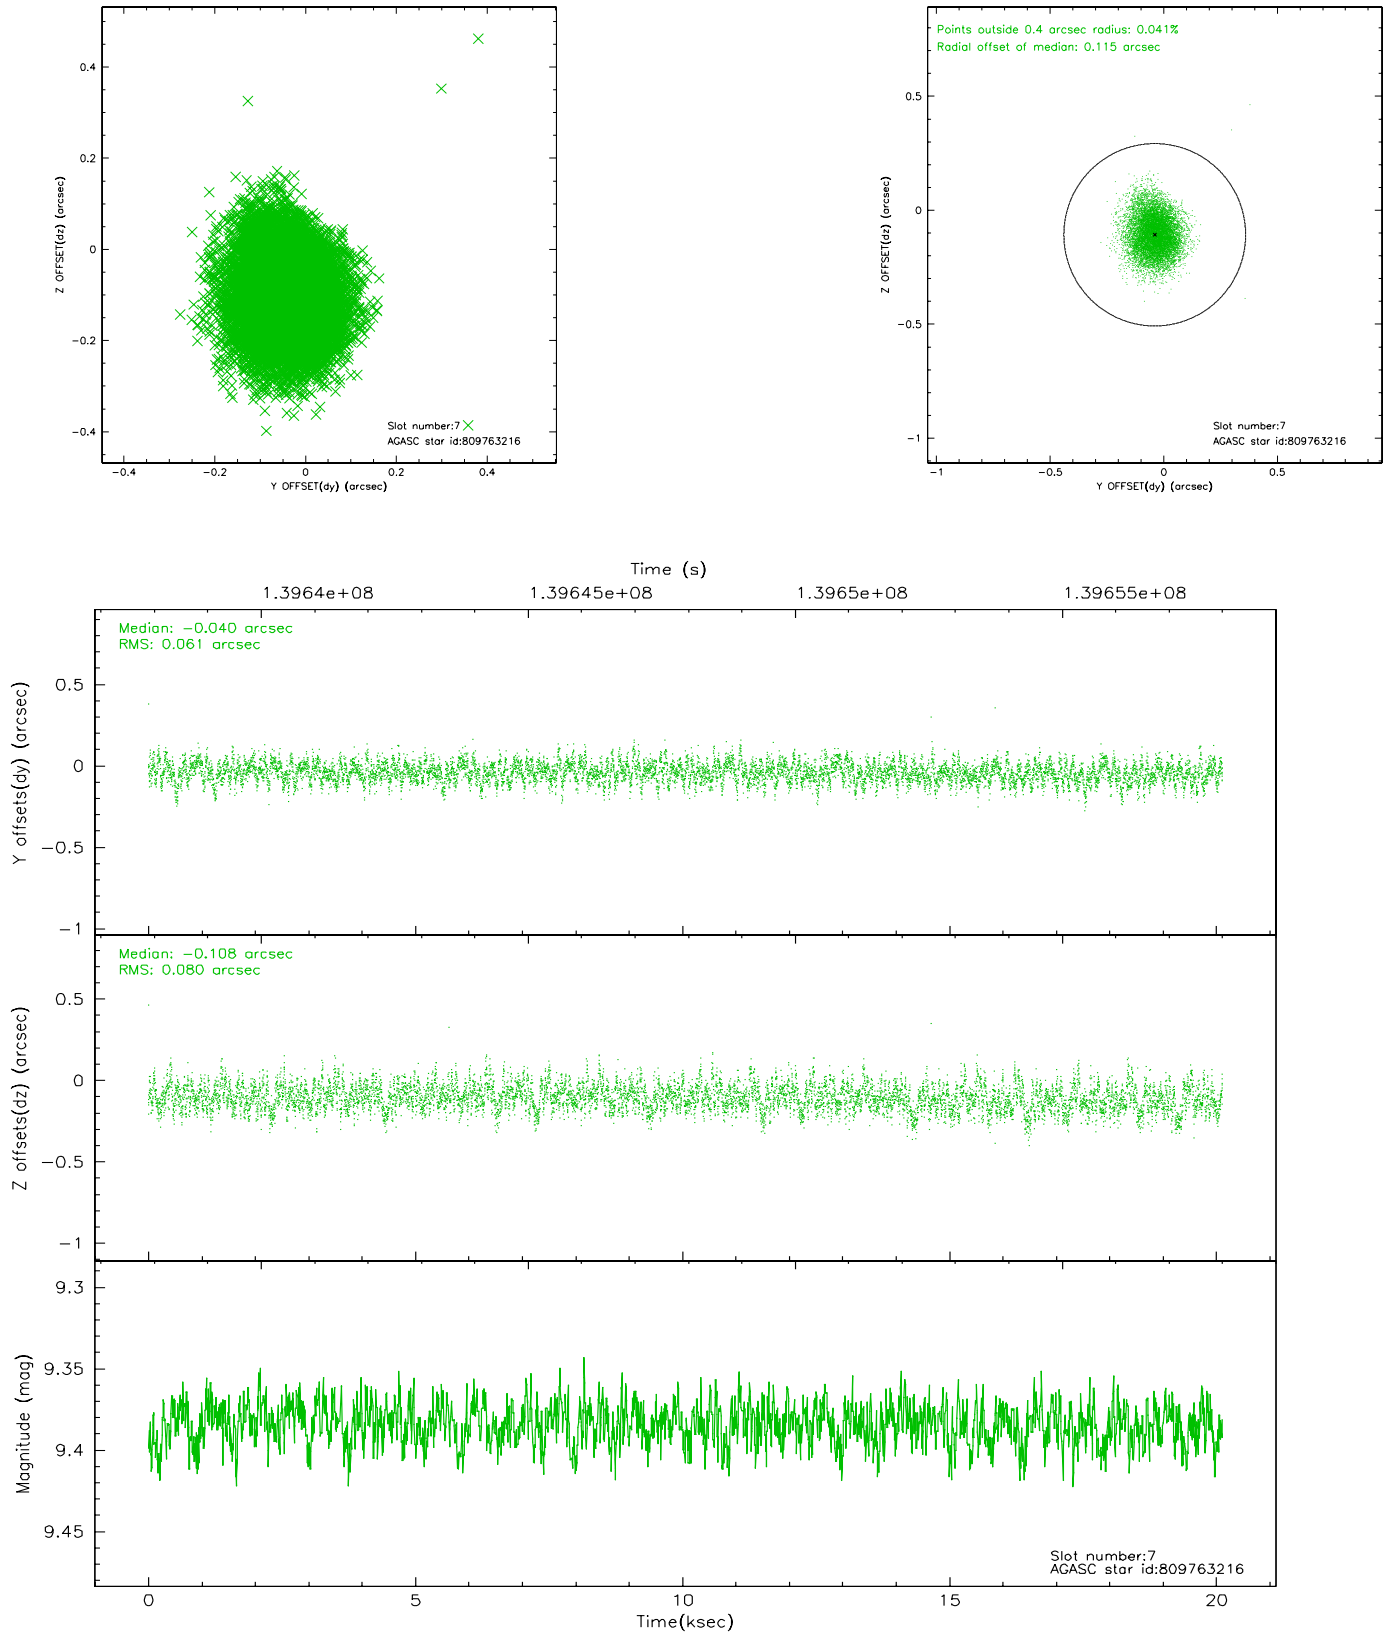 0.4
0.2
0
-0.2
-0.4
Z OFFSET(dz) (arcsec)
Slot number:7
AGASC star id:809763216
-0.4 -0.2 0 0.2 0.4
Y OFFSET(dy) (arcsec)
Points outside 0.4 arcsec radius: 0.041%
Radial offset of median: 0.115 arcsec
0.5
0
-0.5
-1
Z OFFSET(dz) (arcsec)
Slot number:7
AGASC star id:809763216
-1 -0.5 0 0.5
Y OFFSET(dy) (arcsec)
Time (s)
1.3964e+08 1.39645e+08 1.3965e+08 1.39655e+08
Median: -0.040 arcsec
RMS: 0.061 arcsec
0.5
0
-0.5
-1
Y offsets(dy) (arcsec)
Median: -0.108 arcsec
RMS: 0.080 arcsec
0.5
0
-0.5
-1
Z offsets(dz) (arcsec)
9.3
9.35
9.4
9.45
Magnitude (mag)
Slot number:7
AGASC star id:809763216
0 5 10 15 20
Time(ksec)